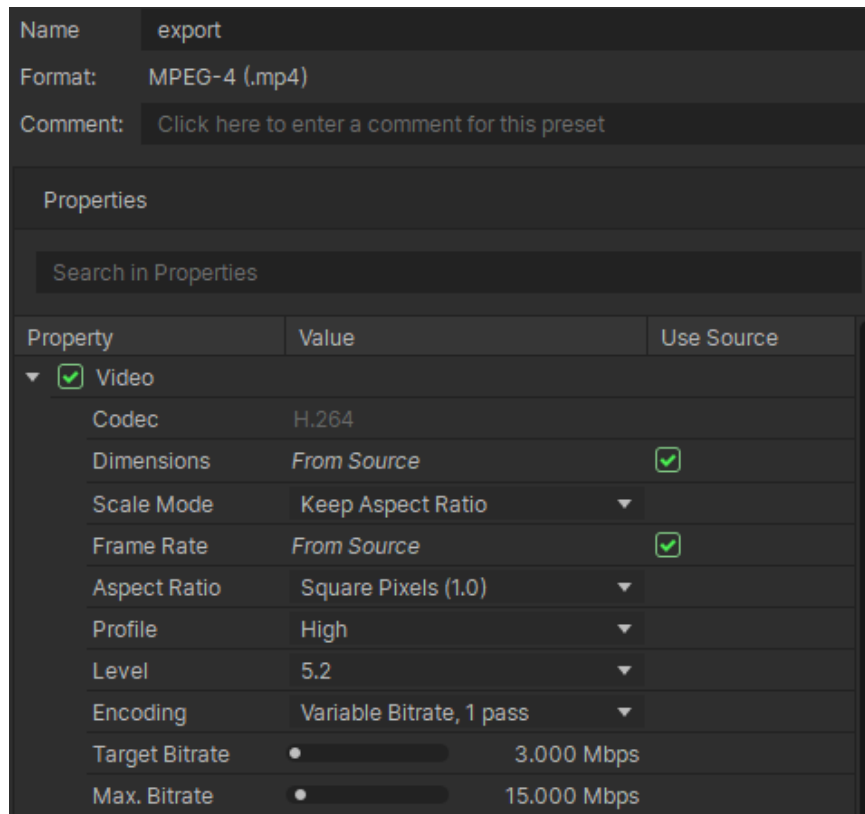 Name export
Format: MPEG-4 (.mp4)
Comment: Click here to enter a comment for this preset
Properties
Search in Properties
Property Value Use Source
Video
Codec H.264
Dimensions From Source
Scale Mode Keep Aspect Ratio
Frame Rate From Source
Aspect Ratio Square Pixels (1.0)
Profile High
Level 5.2
Encoding Variable Bitrate, 1 pass
Target Bitrate 3.000 Mbps
Max. Bitrate 15.000 Mbps